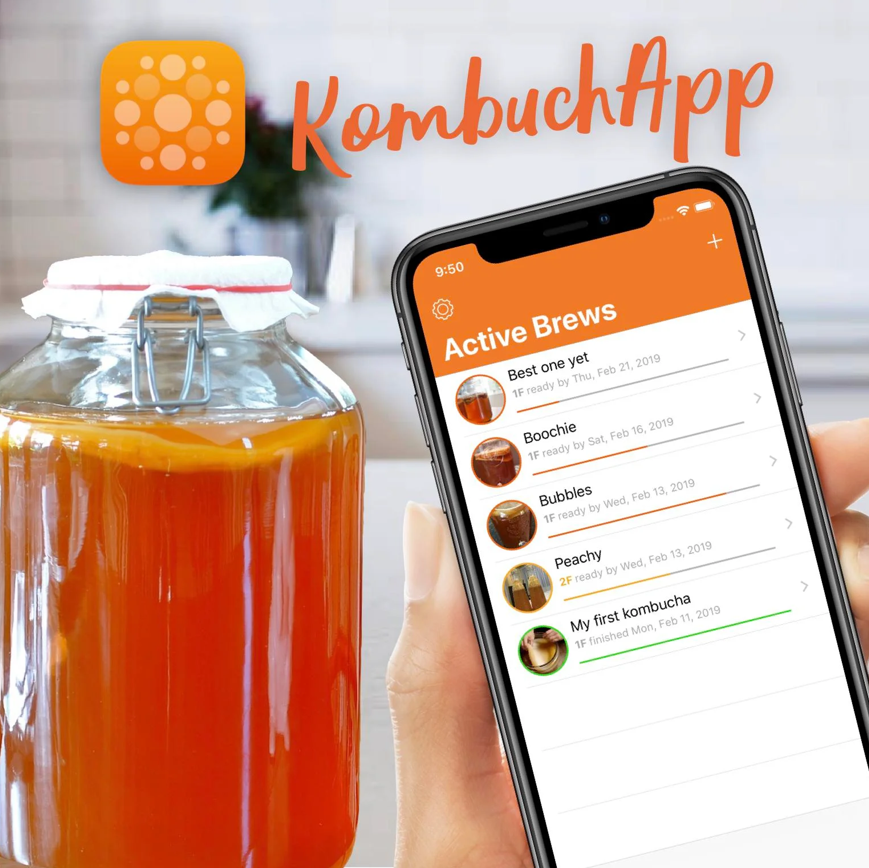 KombuchApp
9:50
+
Active Brews
Best one yet
1F ready by Thu, Feb 21, 2019
Boochie
1F ready by Sat, Feb 16, 2019
Bubbles
1F ready by Wed, Feb 13, 2019
Peachy
2F ready by Wed, Feb 13, 2019
My first kombucha
1F finished Mon, Feb 11, 2019